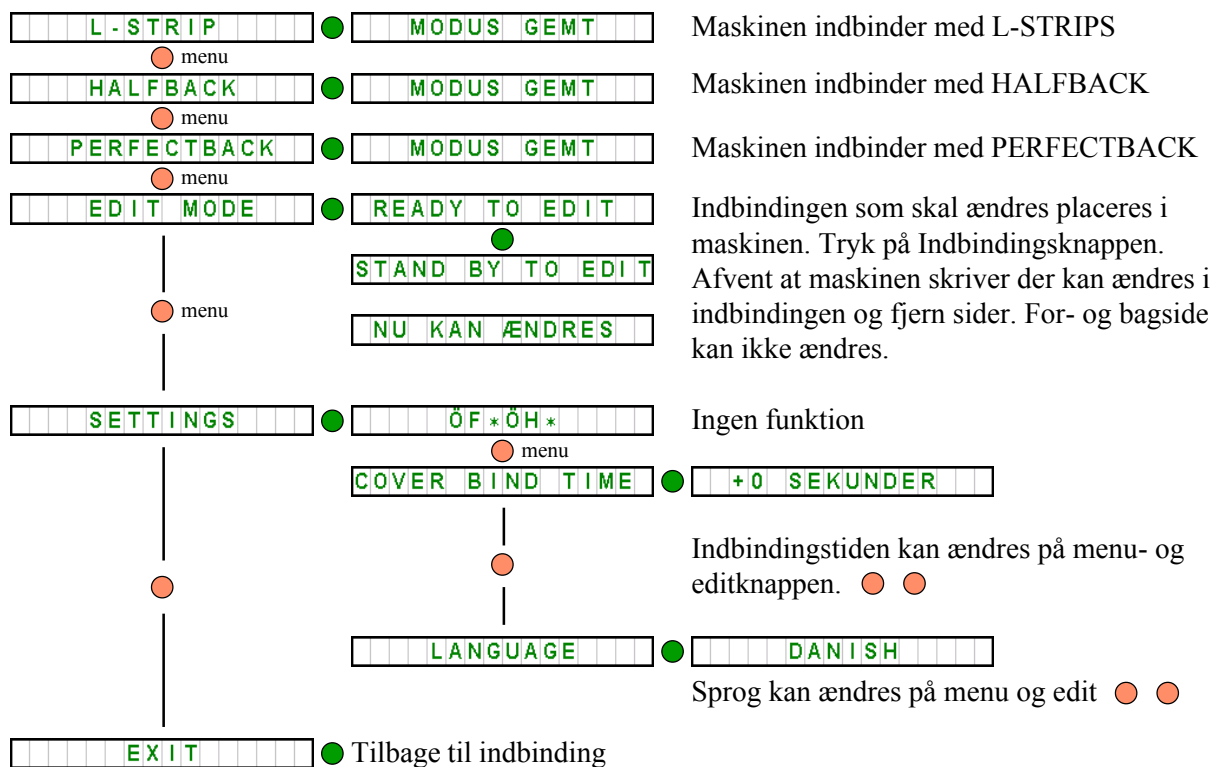 L-STRIP MODUS GEMT Maskinen indbinder med L-STRIPS
menu
HALFBACK MODUS GEMT Maskinen indbinder med HALFBACK
menu
PERFECTBACK MODUS GEMT Maskinen indbinder med PERFECTBACK
menu
EDIT MODE READY TO EDIT Indbindingen som skal ændres placeres i
maskinen. Tryk på Indbindingsknappen.
STAND BY TO EDIT Afvent at maskinen skriver der kan ændres i
menu indbindingen og fjern sider. For- og bagside
NU KAN ÆNDRES kan ikke ændres.
SETTINGS ÖF*ÖH* Ingen funktion
menu
COVER BIND TIME +0 SEKUNDER
Indbindingstiden kan ændres på menu- og
editknappen.
LANGUAGE DANISH
Sprog kan ændres på menu og edit
EXIT Tilbage til indbinding